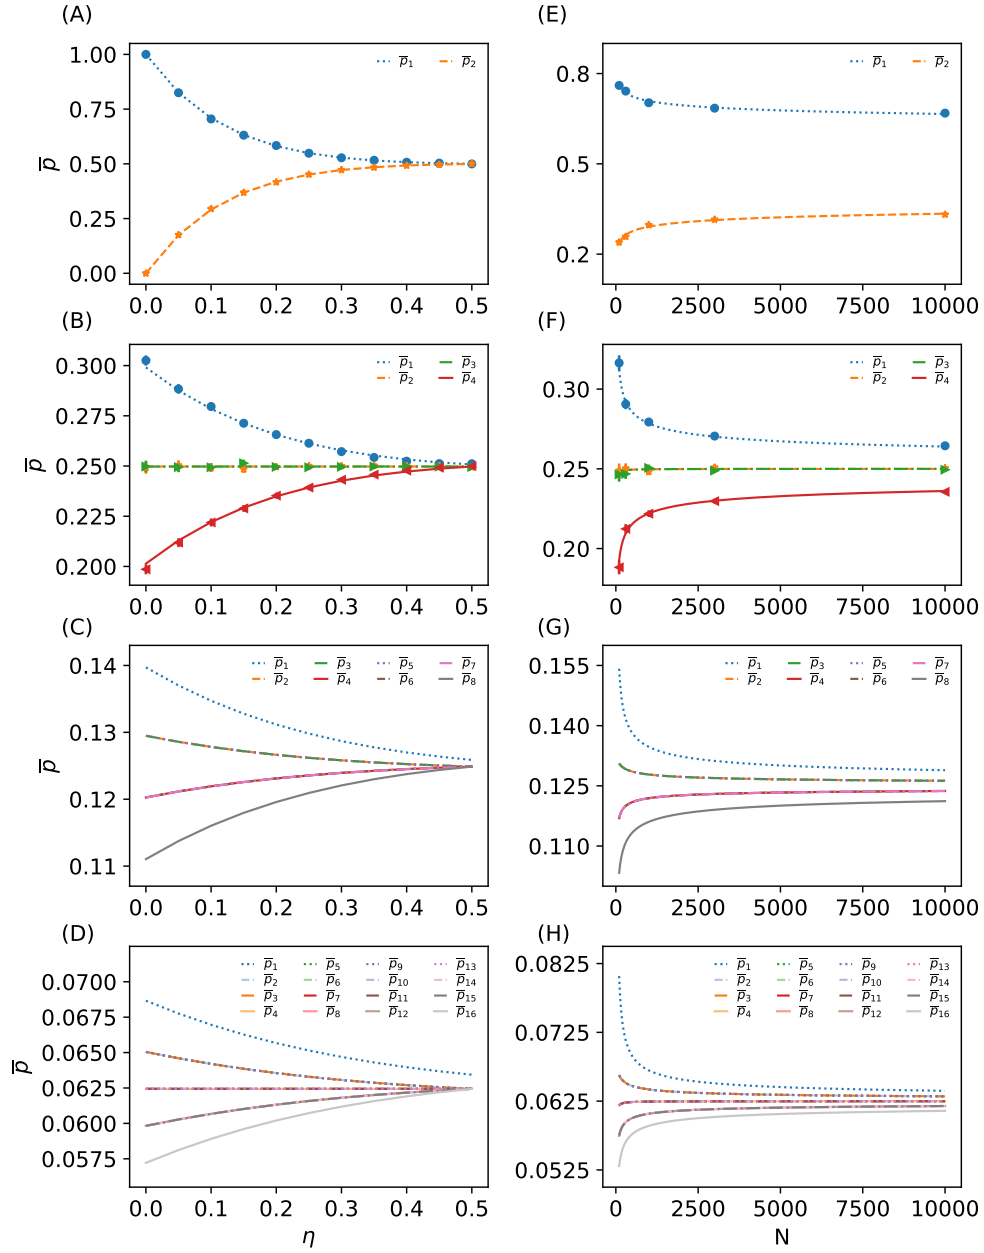 (A)
1.00
0.75
0.50
0.25
0.00
p̅
p̅1 p̅2
0.0 0.1 0.2 0.3 0.4 0.5
(E)
0.8
0.5
0.2
p̅1 p̅2
0 2500 5000 7500 10000
(B)
0.300
0.275
0.250
0.225
0.200
p̅
p̅1 p̅3
p̅2 p̅4
0.0 0.1 0.2 0.3 0.4 0.5
(F)
0.30
0.25
0.20
p̅1 p̅3
p̅2 p̅4
0 2500 5000 7500 10000
(C)
0.14
0.13
0.12
0.11
p̅
p̅1 p̅3 p̅5 p̅7
p̅2 p̅4 p̅6 p̅8
0.0 0.1 0.2 0.3 0.4 0.5
(G)
0.155
0.140
0.125
0.110
p̅1 p̅3 p̅5 p̅7
p̅2 p̅4 p̅6 p̅8
0 2500 5000 7500 10000
(D)
0.0700
0.0675
0.0650
0.0625
0.0600
0.0575
p̅
p̅1 p̅5 p̅9 p̅13
p̅2 p̅6 p̅10 p̅14
p̅3 p̅7 p̅11 p̅15
p̅4 p̅8 p̅12 p̅16
0.0 0.1 0.2 0.3 0.4 0.5
η
(H)
0.0825
0.0725
0.0625
0.0525
p̅1 p̅5 p̅9 p̅13
p̅2 p̅6 p̅10 p̅14
p̅3 p̅7 p̅11 p̅15
p̅4 p̅8 p̅12 p̅16
0 2500 5000 7500 10000
N